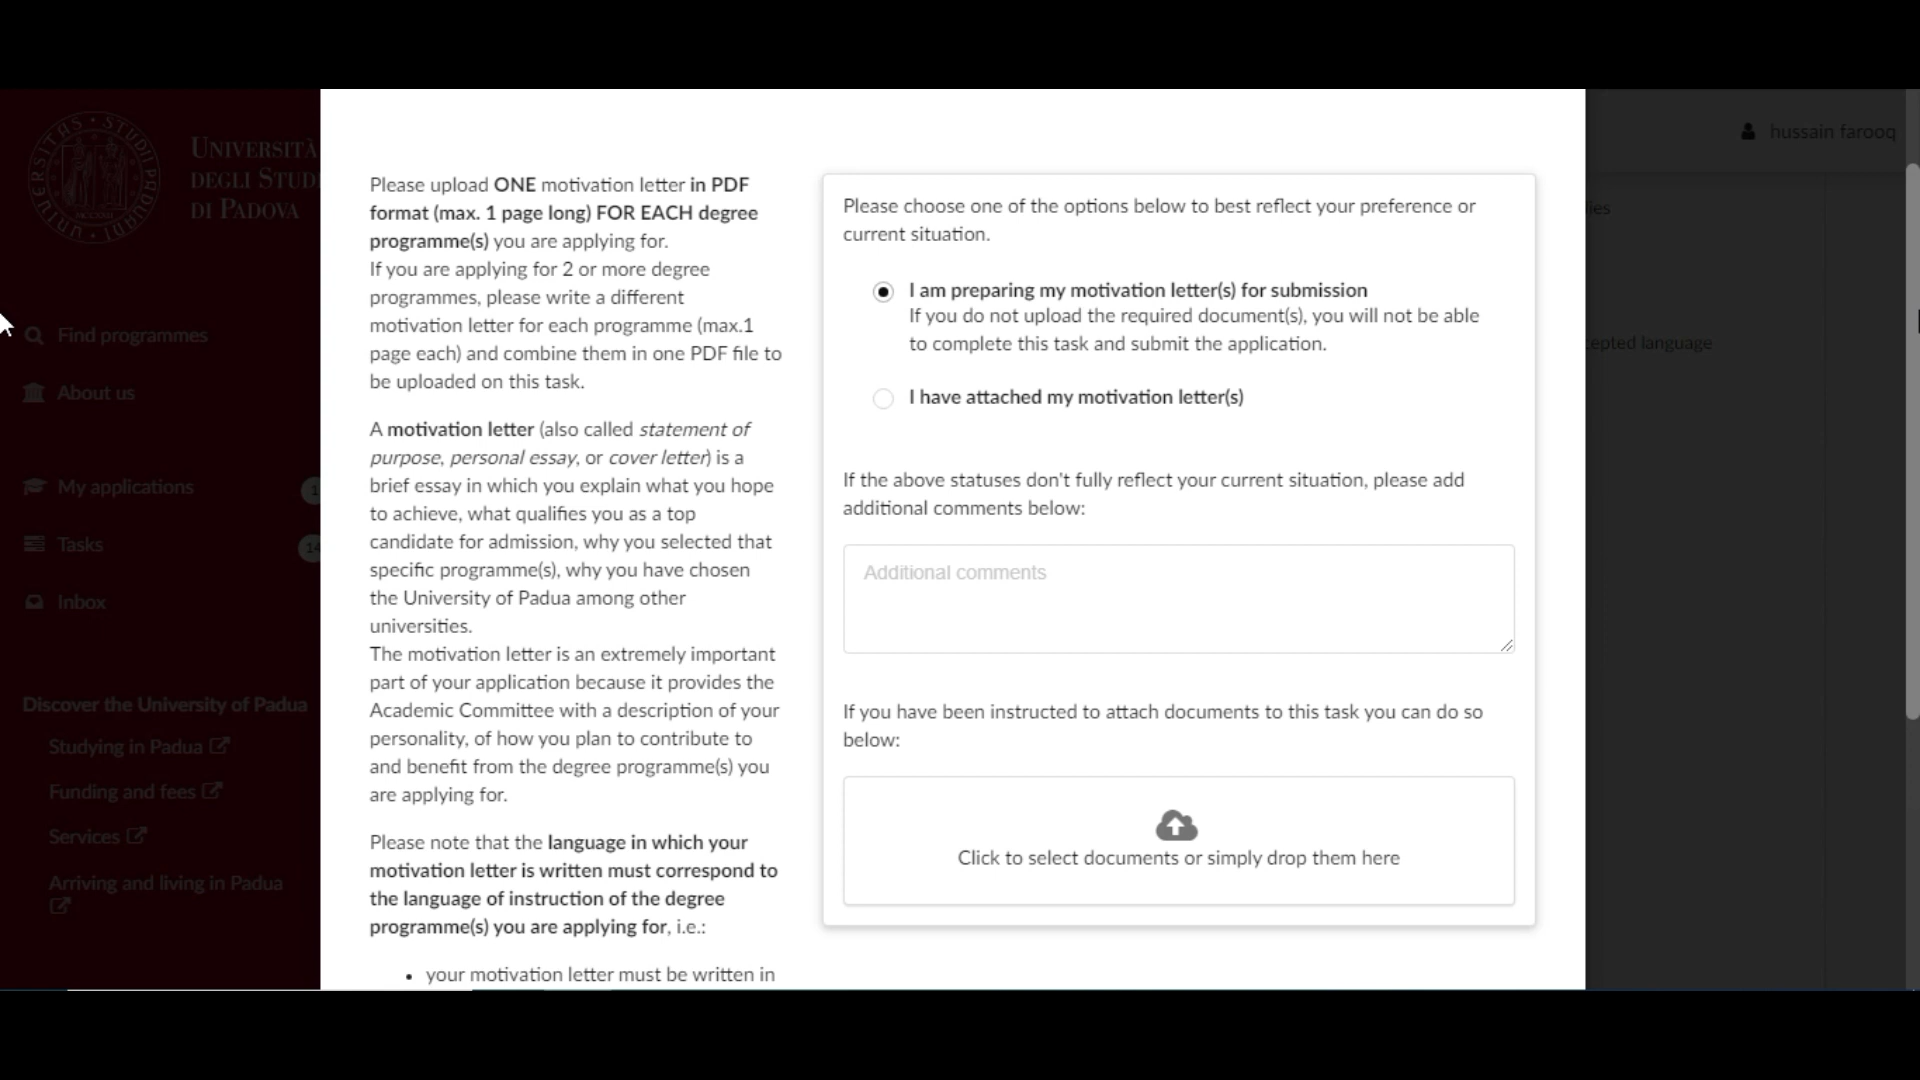 UNIVERSITÀ
DEGLI STUDI
DI PADOVA
hussain farooq
Find programmes
About us
My applications
Tasks
14
Inbox
Discover the University of Padua
Studying in Padua
Funding and fees
Services
Arriving and living in Padua
Please upload ONE motivation letter in PDF
format (max. 1 page long) FOR EACH degree
programme(s) you are applying for.
If you are applying for 2 or more degree
programmes, please write a different
motivation letter for each programme (max.1
page each) and combine them in one PDF file to
be uploaded on this task.
A motivation letter (also called statement of
purpose, personal essay, or cover letter) is a
brief essay in which you explain what you hope
to achieve, what qualifies you as a top
candidate for admission, why you selected that
specific programme(s), why you have chosen
the University of Padua among other
universities.
The motivation letter is an extremely important
part of your application because it provides the
Academic Committee with a description of your
personality, of how you plan to contribute to
and benefit from the degree programme(s) you
are applying for.
Please note that the language in which your
motivation letter is written must correspond to
the language of instruction of the degree
programme(s) you are applying for, i.e.:
• your motivation letter must be written in
Please choose one of the options below to best reflect your preference or
current situation.
I am preparing my motivation letter(s) for submission
If you do not upload the required document(s), you will not be able
to complete this task and submit the application.
I have attached my motivation letter(s)
If the above statuses don't fully reflect your current situation, please add
additional comments below:
Additional comments
If you have been instructed to attach documents to this task you can do so
below:
Click to select documents or simply drop them here
language